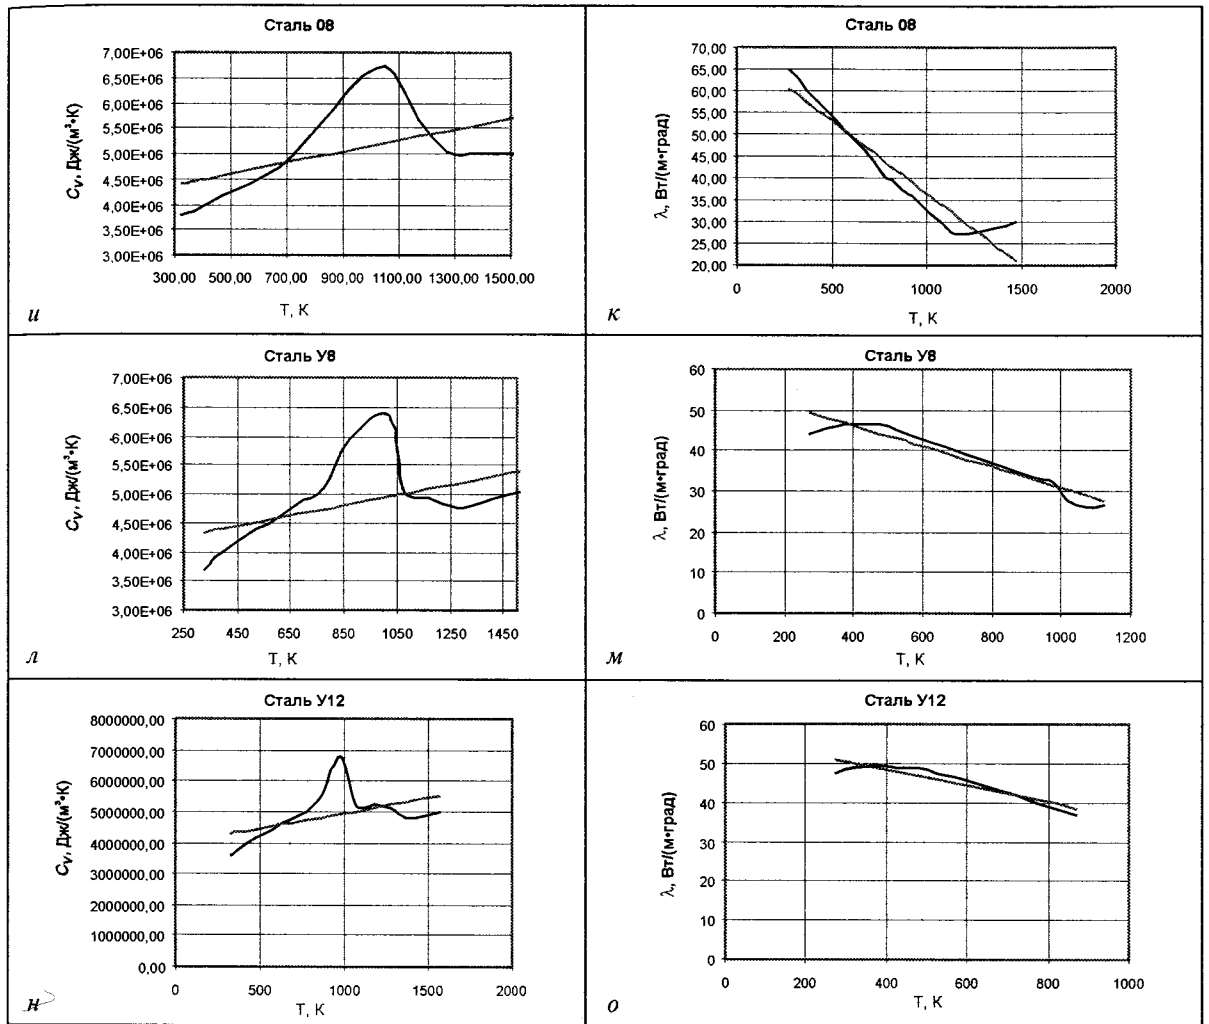 Сталь 08
7,00E+06
6,50E+06
6,00E+06
5,50E+06
5,00E+06
4,50E+06
4,00E+06
3,50E+06
3,00E+06
Cv, Дж/(м³•К)
300,00 500,00 700,00 900,00 1100,00 1300,00 1500,00
T, K
и
Сталь 08
70,00
65,00
60,00
55,00
50,00
45,00
40,00
35,00
30,00
25,00
20,00
λ, Вт/(м•град)
0 500 1000 1500 2000
T, K
к
Сталь У8
7,00E+06
6,50E+06
6,00E+06
5,50E+06
5,00E+06
4,50E+06
4,00E+06
3,50E+06
3,00E+06
Cv, Дж/(м³•К)
250 450 650 850 1050 1250 1450
T, K
л
Сталь У8
60
50
40
30
20
10
0
λ, Вт/(м•град)
0 200 400 600 800 1000 1200
T, K
м
Сталь У12
8000000,00
7000000,00
6000000,00
5000000,00
4000000,00
3000000,00
2000000,00
1000000,00
0,00
Cv, Дж/(м³•К)
0 500 1000 1500 2000
T, K
н
Сталь У12
60
50
40
30
20
10
0
λ, Вт/(м•град)
0 200 400 600 800 1000
T, K
о